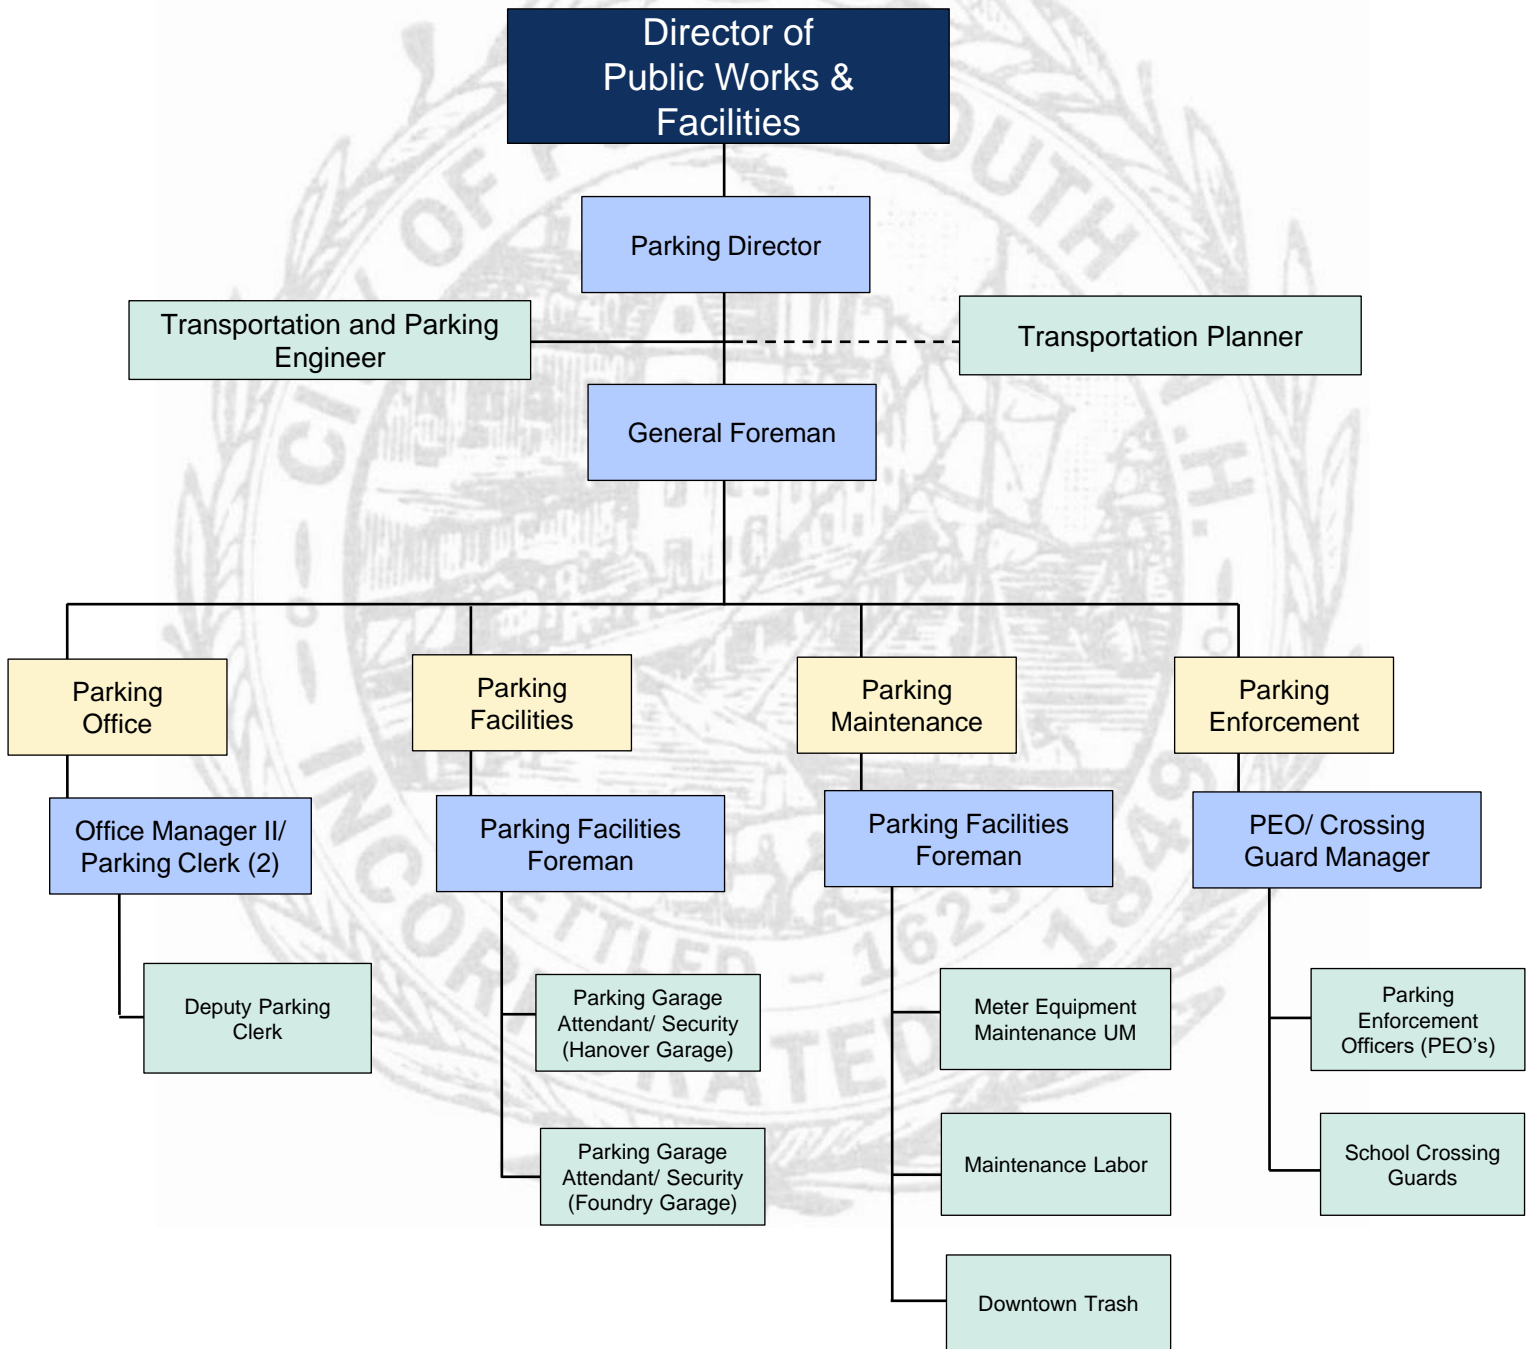 Director of
Public Works &
Facilities
Parking Director
Transportation and Parking
Engineer
Transportation Planner
General Foreman
Parking
Office
Parking
Facilities
Parking
Maintenance
Parking
Enforcement
Office Manager II/
Parking Clerk (2)
Parking Facilities
Foreman
Parking Facilities
Foreman
PEO/ Crossing
Guard Manager
Deputy Parking
Clerk
Parking Garage
Attendant/ Security
(Hanover Garage)
Meter Equipment
Maintenance UM
Parking
Enforcement
Officers (PEO’s)
Parking Garage
Attendant/ Security
(Foundry Garage)
Maintenance Labor
School Crossing
Guards
Downtown Trash